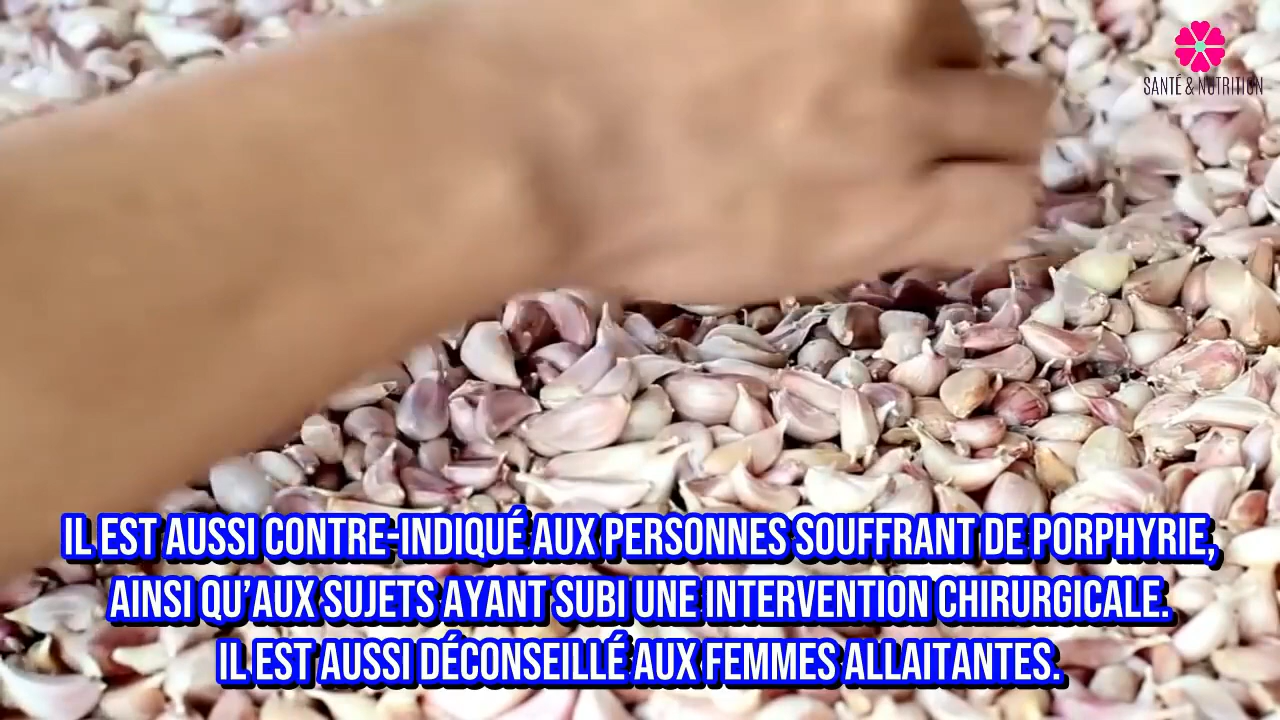 SANTÉ & NUTRITION
IL EST AUSSI CONTRE-INDIQUÉ AUX PERSONNES SOUFFRANT DE PORPHYRIE,
AINSI QU'AUX SUJETS AYANT SUBI UNE INTERVENTION CHIRURGICALE.
IL EST AUSSI DÉCONSEILLÉ AUX FEMMES ALLAITANTES.